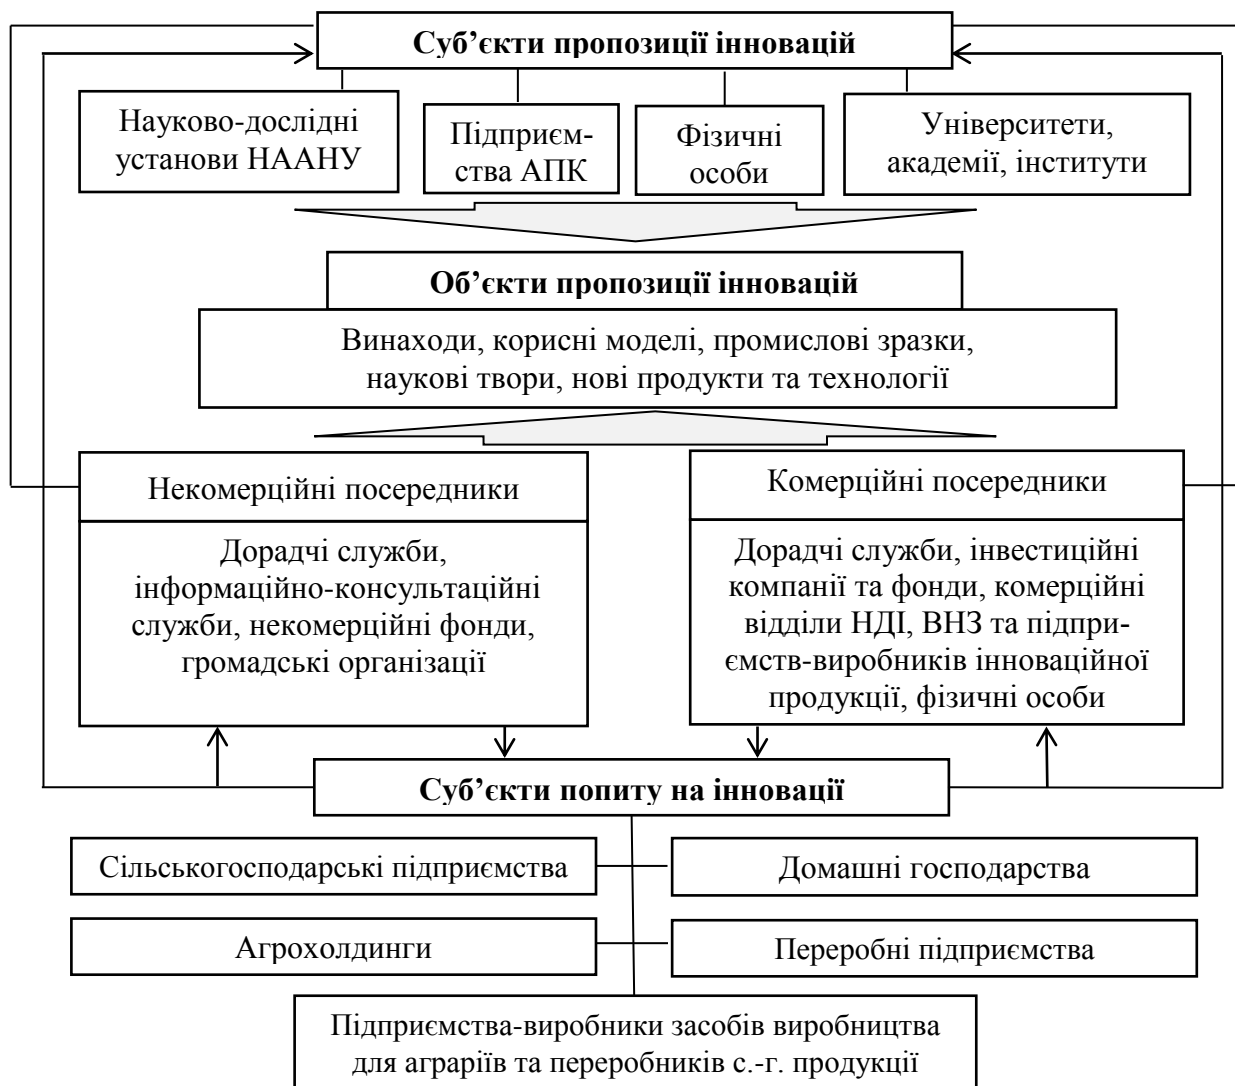 Суб’єкти пропозиції інновацій
Науково-дослідні
установи НААНУ
Підприєм-
ства АПК
Фізичні
особи
Університети,
академії, інститути
Об’єкти пропозиції інновацій
Винаходи, корисні моделі, промислові зразки,
наукові твори, нові продукти та технології
Некомерційні посередники
Дорадчі служби,
інформаційно-консультаційні
служби, некомерційні фонди,
громадські організації
Комерційні посередники
Дорадчі служби, інвестиційні
компанії та фонди, комерційні
відділи НДІ, ВНЗ та підпри-
ємств-виробників інноваційної
продукції, фізичні особи
Суб’єкти попиту на інновації
Сільськогосподарські підприємства
Домашні господарства
Агрохолдинги
Переробні підприємства
Підприємства-виробники засобів виробництва
для аграріїв та переробників с.-г. продукції